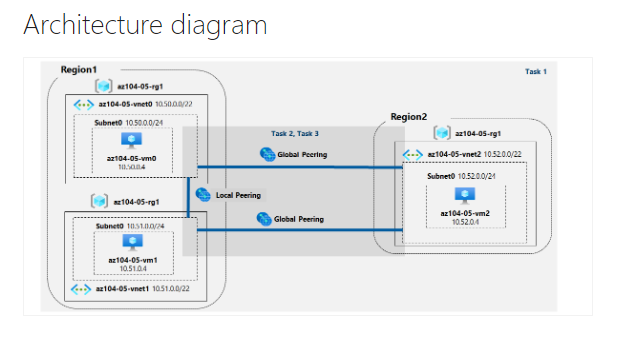 Architecture diagram
Region1
Task 1
az104-05-rg1
az104-05-vnet0 10.50.0.0/22
Subnet0 10.50.0.0/24
az104-05-vm0
10.50.0.4
Task 2, Task 3
Global Peering
Region2
az104-05-rg1
az104-05-vnet2 10.52.0.0/22
Subnet0 10.52.0.0/24
az104-05-vm2
10.52.0.4
Local Peering
az104-05-rg1
Global Peering
Subnet0 10.51.0.0/24
az104-05-vm1
10.51.0.4
az104-05-vnet1 10.51.0.0/22